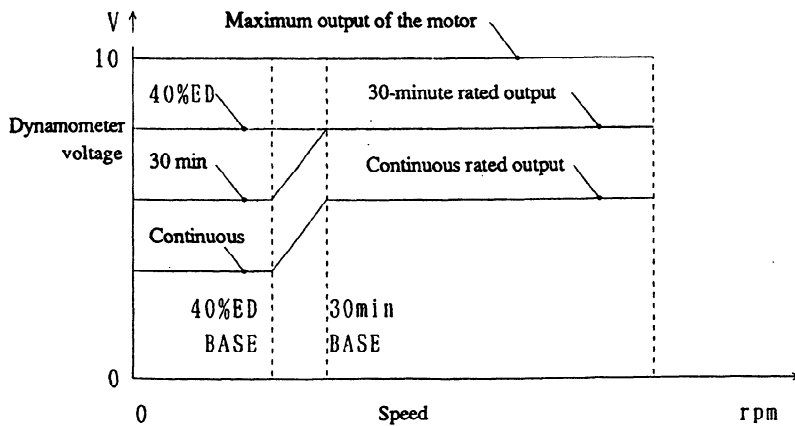 V
Maximum output of the motor
10
40%ED
30-minute rated output
Dynamometer
voltage
30 min
Continuous rated output
Continuous
40%ED
BASE
30min
BASE
0
0
Speed
rpm